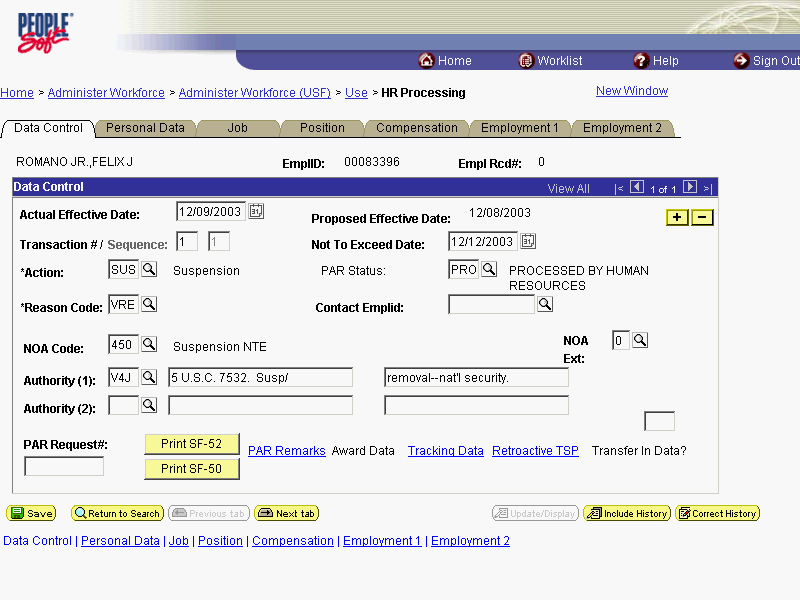 PEOPLE
Soft
Home Worklist Help Sign Out
Home > Administer Workforce > Administer Workforce (USF) > Use > HR Processing New Window
Data Control Personal Data Job Position Compensation Employment 1 Employment 2
ROMANO JR.,FELIX J EmplID: 00083396 Empl Rcd#: 0
Data Control View All |< 1 of 1 >|
Actual Effective Date: 12/09/2003 31 Proposed Effective Date: 12/08/2003 + −
Transaction # / Sequence: 1 1 Not To Exceed Date: 12/12/2003 31
*Action: SUS Suspension PAR Status: PRO PROCESSED BY HUMAN
RESOURCES
*Reason Code: VRE Contact Emplid:
NOA Code: 450 Suspension NTE NOA
Ext: 0
Authority (1): V4J 5 U.S.C. 7532. Susp/ removal--nat'l security.
Authority (2):
PAR Request#: Print SF-52 PAR Remarks Award Data Tracking Data Retroactive TSP Transfer In Data?
Print SF-50
Save Return to Search Previous tab Next tab Update/Display Include History Correct History
Data Control | Personal Data | Job | Position | Compensation | Employment 1 | Employment 2